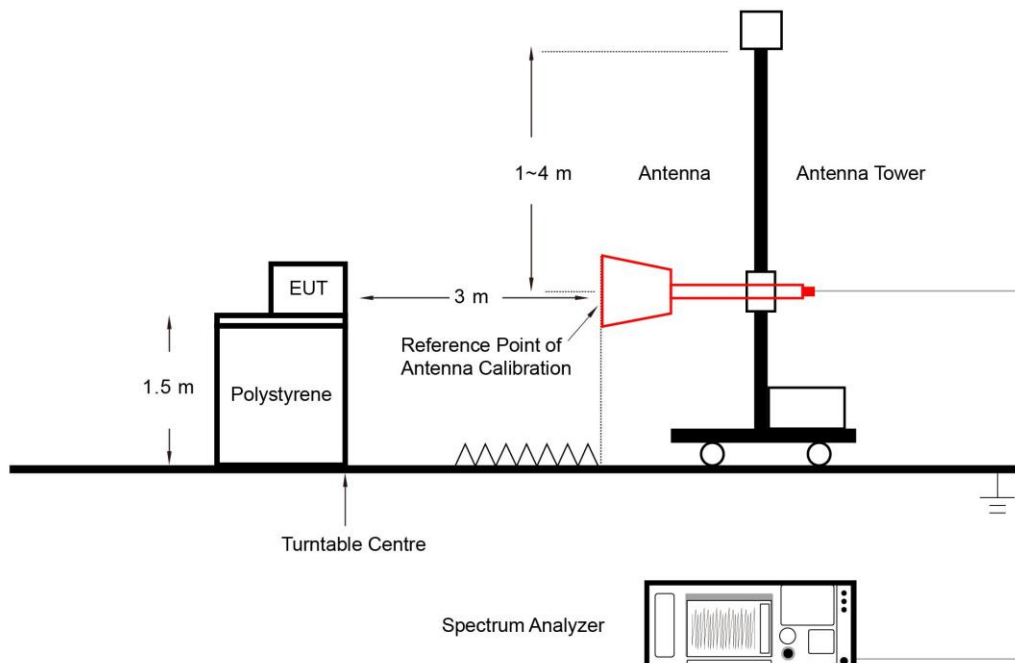 1~4 m
Antenna
Antenna Tower
EUT
3 m
Reference Point of
Antenna Calibration
1.5 m
Polystyrene
Turntable Centre
Spectrum Analyzer